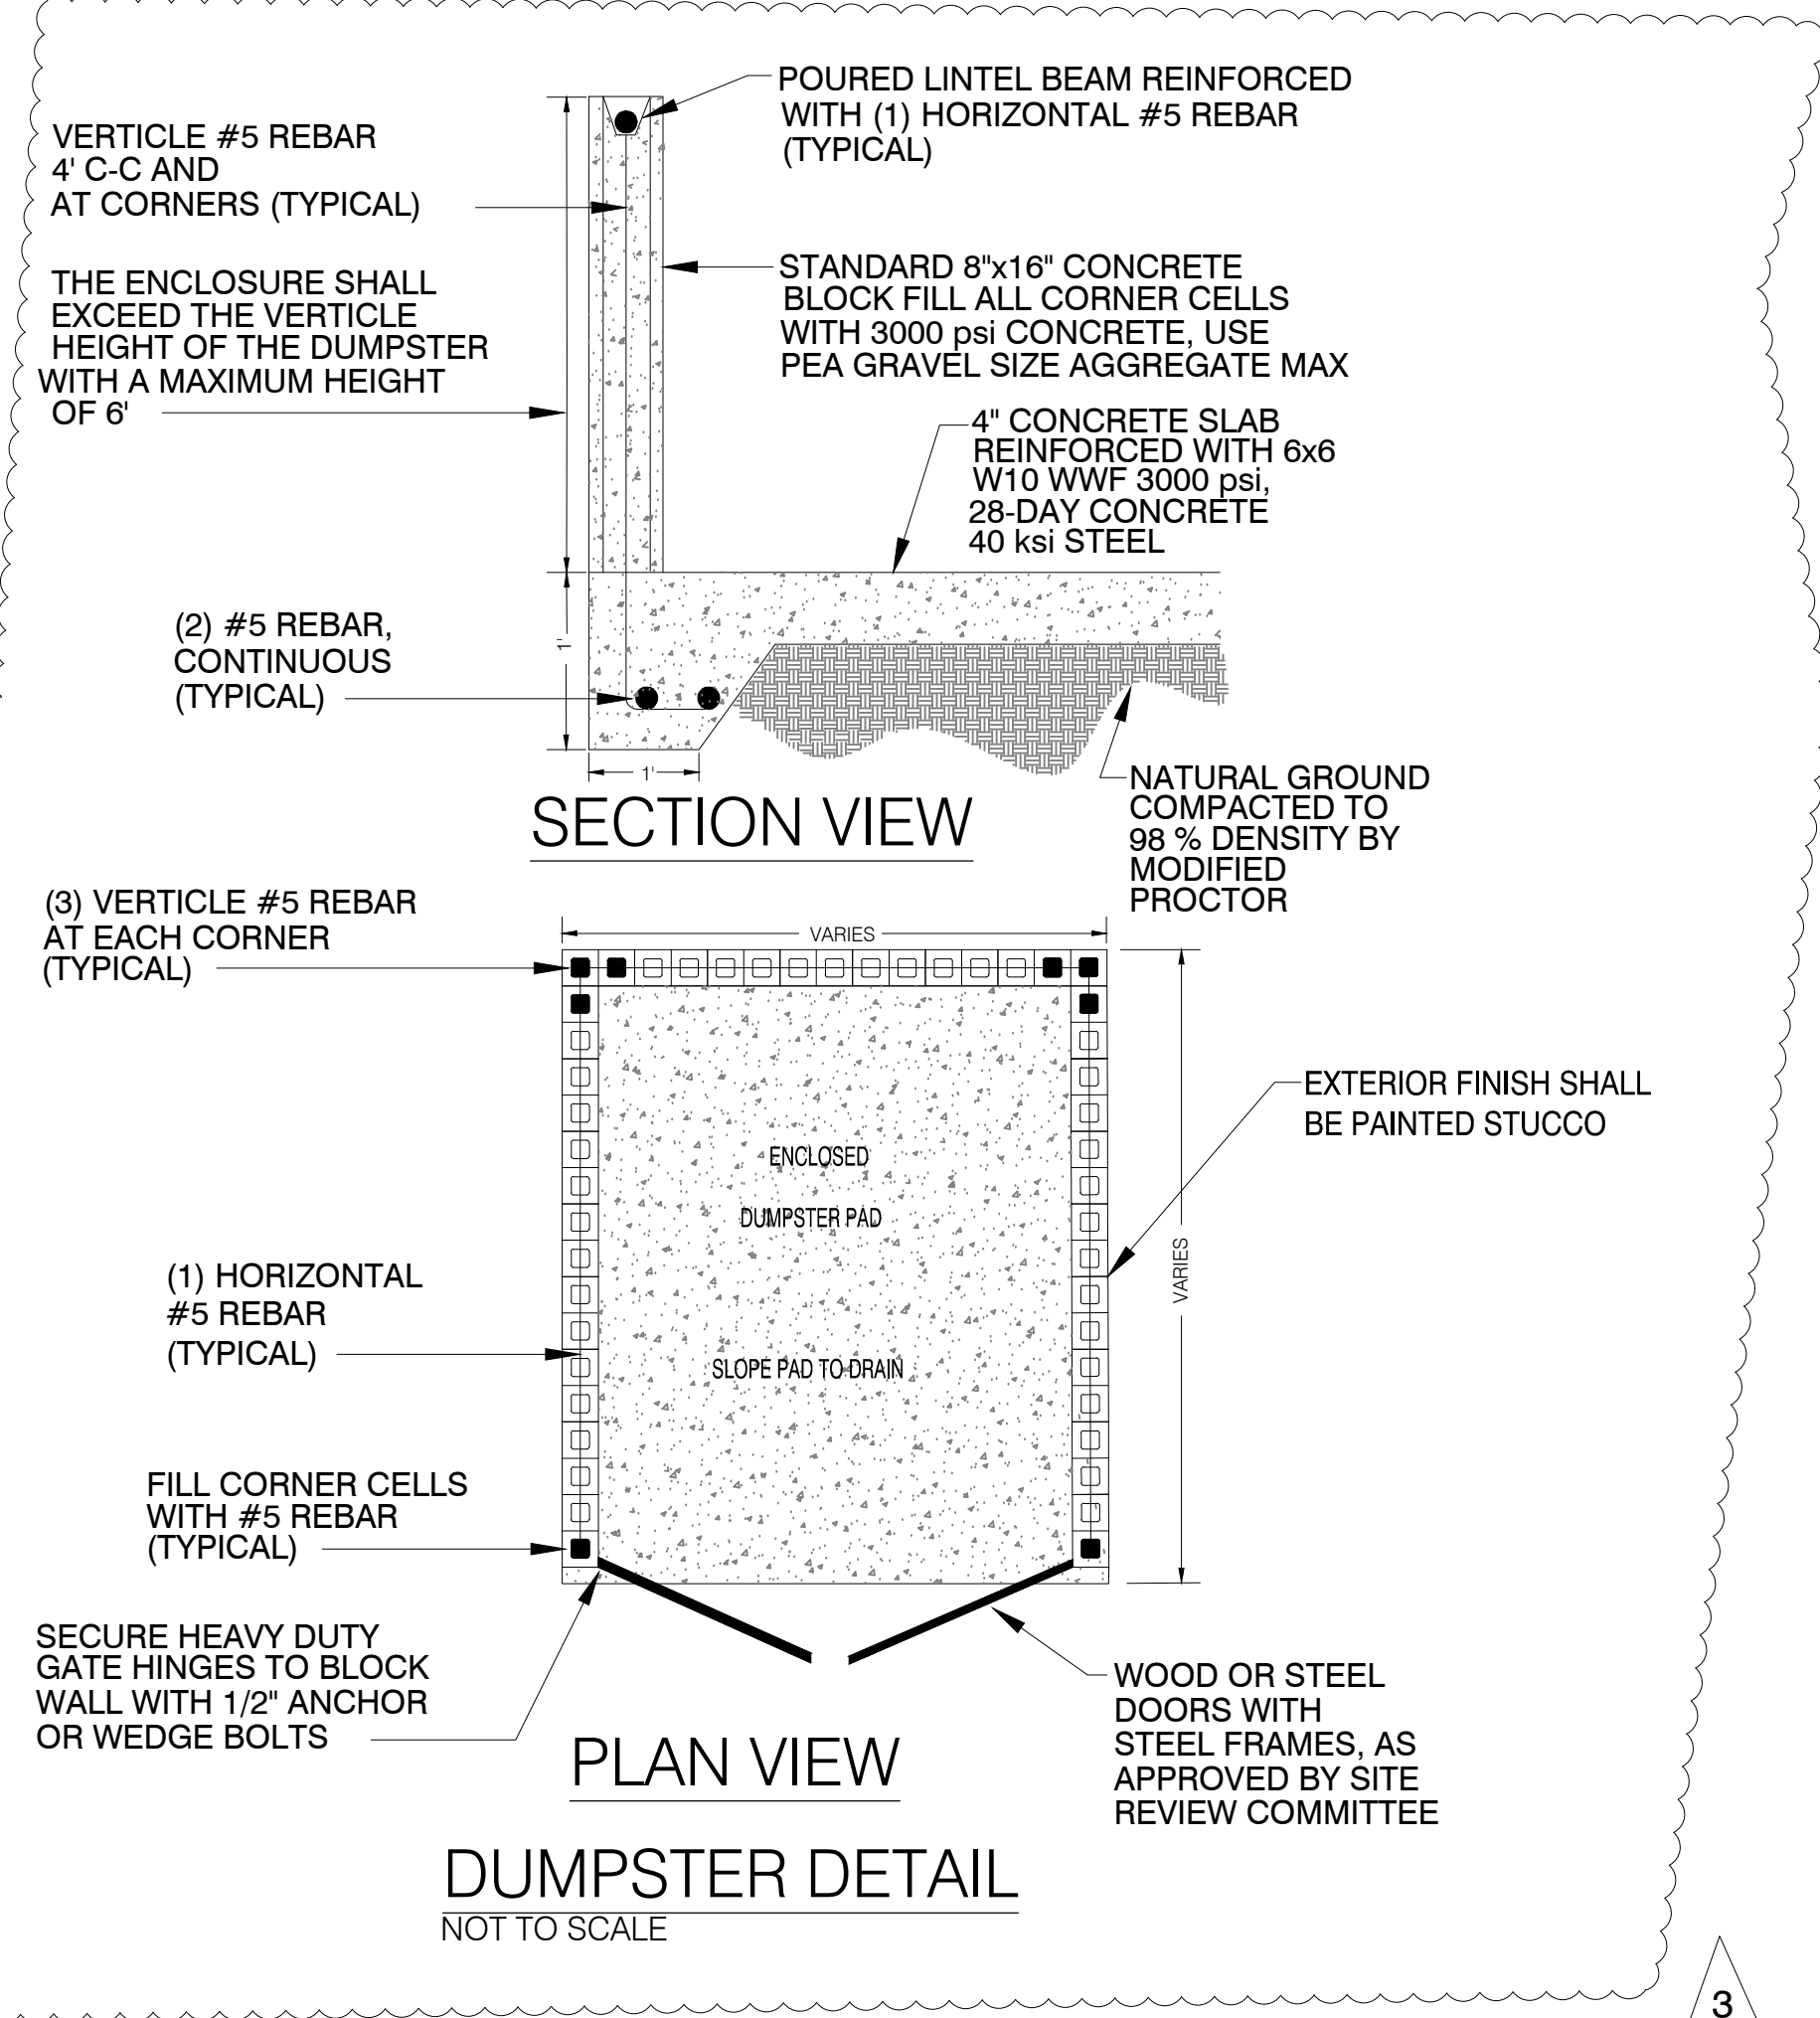 POURED LINTEL BEAM REINFORCED
WITH (1) HORIZONTAL #5 REBAR
(TYPICAL)
VERTICLE #5 REBAR
4' C-C AND
AT CORNERS (TYPICAL)
THE ENCLOSURE SHALL
EXCEED THE VERTICLE
HEIGHT OF THE DUMPSTER
WITH A MAXIMUM HEIGHT
OF 6'
STANDARD 8"x16" CONCRETE
BLOCK FILL ALL CORNER CELLS
WITH 3000 psi CONCRETE, USE
PEA GRAVEL SIZE AGGREGATE MAX
4" CONCRETE SLAB
REINFORCED WITH 6x6
W10 WWF 3000 psi,
28-DAY CONCRETE
40 ksi STEEL
(2) #5 REBAR,
CONTINUOUS
(TYPICAL)
1'
1'
NATURAL GROUND
COMPACTED TO
98 % DENSITY BY
MODIFIED
PROCTOR
SECTION VIEW
(3) VERTICLE #5 REBAR
AT EACH CORNER
(TYPICAL)
VARIES
EXTERIOR FINISH SHALL
BE PAINTED STUCCO
ENCLOSED
DUMPSTER PAD
VARIES
(1) HORIZONTAL
#5 REBAR
(TYPICAL)
SLOPE PAD TO DRAIN
FILL CORNER CELLS
WITH #5 REBAR
(TYPICAL)
SECURE HEAVY DUTY
GATE HINGES TO BLOCK
WALL WITH 1/2" ANCHOR
OR WEDGE BOLTS
WOOD OR STEEL
DOORS WITH
STEEL FRAMES, AS
APPROVED BY SITE
REVIEW COMMITTEE
PLAN VIEW
DUMPSTER DETAIL
NOT TO SCALE
3